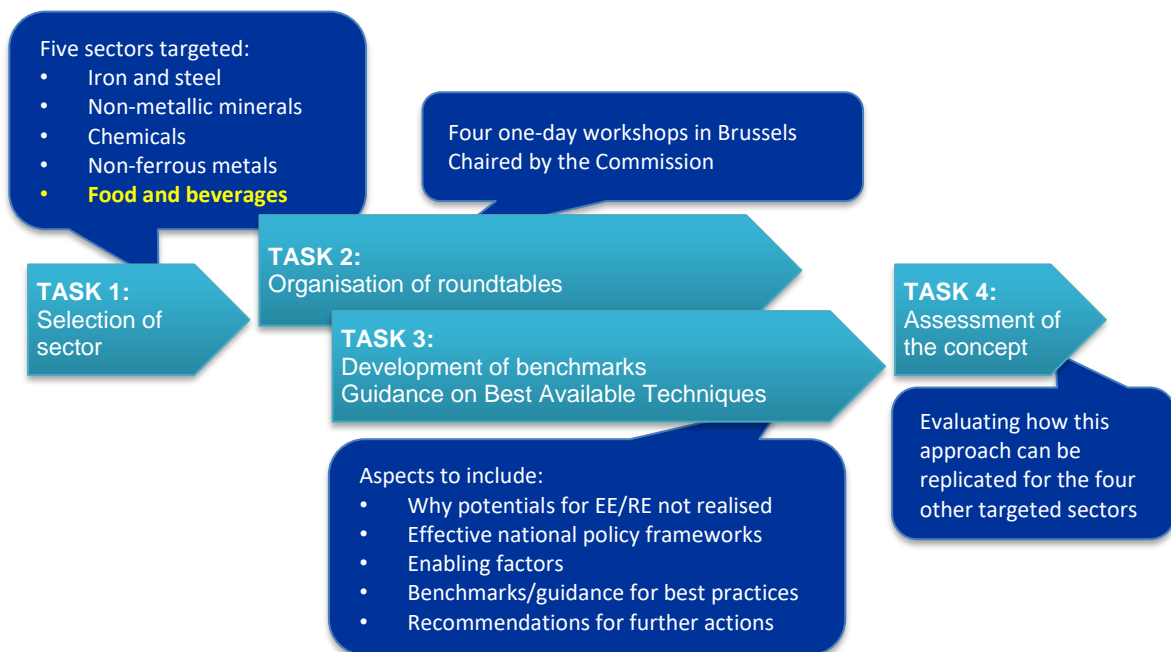 Five sectors targeted:
• Iron and steel
• Non-metallic minerals
• Chemicals
• Non-ferrous metals
• Food and beverages
Four one-day workshops in Brussels
Chaired by the Commission
TASK 1:
Selection of
sector
TASK 2:
Organisation of roundtables
TASK 3:
Development of benchmarks
Guidance on Best Available Techniques
TASK 4:
Assessment of
the concept
Aspects to include:
• Why potentials for EE/RE not realised
• Effective national policy frameworks
• Enabling factors
• Benchmarks/guidance for best practices
• Recommendations for further actions
Evaluating how this
approach can be
replicated for the four
other targeted sectors